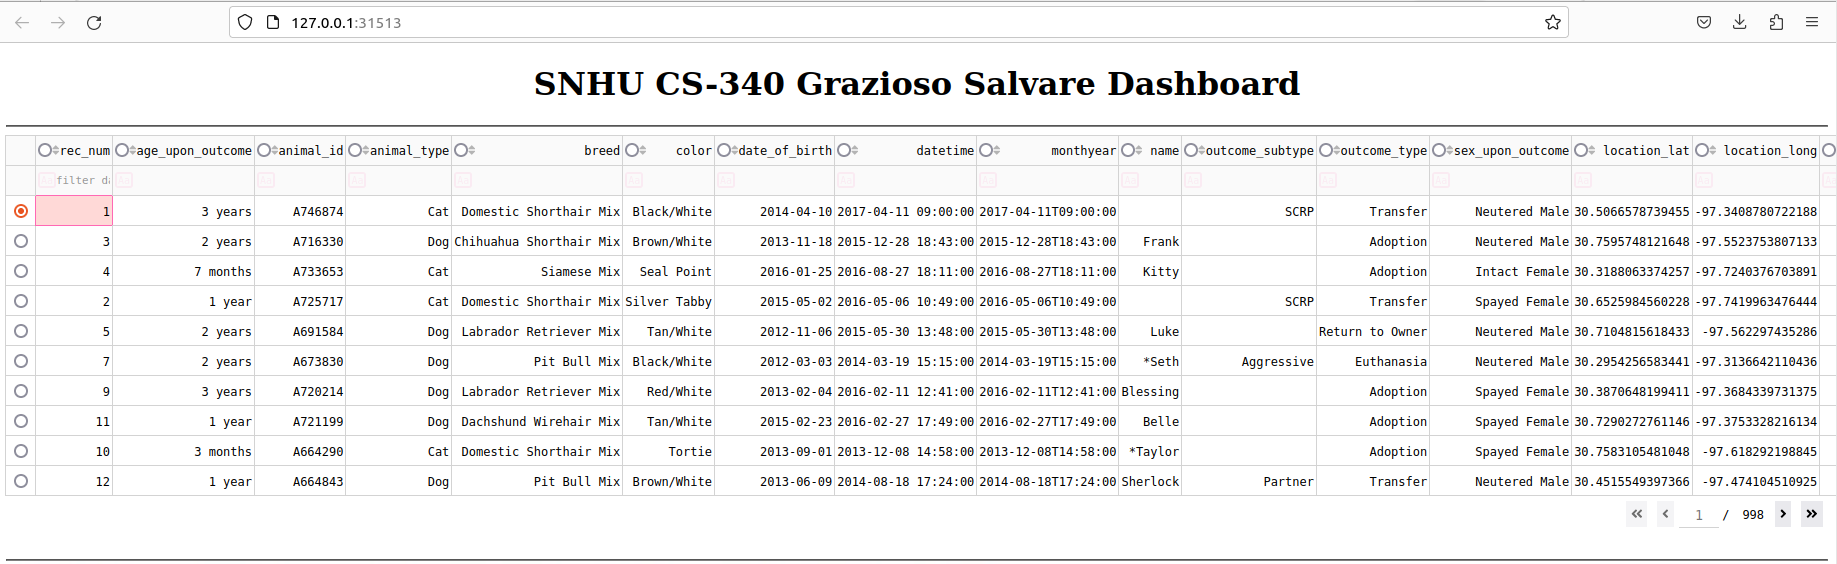 127.0.0.1:31513
SNHU CS-340 Grazioso Salvare Dashboard
rec_num age_upon_outcome animal_id animal_type breed color date_of_birth datetime monthyear name outcome_subtype outcome_type sex_upon_outcome location_lat location_long
filter da
1 3 years A746874 Cat Domestic Shorthair Mix Black/White 2014-04-10 2017-04-11 09:00:00 2017-04-11T09:00:00 SCRP Transfer Neutered Male 30.5066578739455 -97.3408780722188
3 2 years A716330 Dog Chihuahua Shorthair Mix Brown/White 2013-11-18 2015-12-28 18:43:00 2015-12-28T18:43:00 Frank Adoption Neutered Male 30.7595748121648 -97.5523753807133
4 7 months A733653 Cat Siamese Mix Seal Point 2016-01-25 2016-08-27 18:11:00 2016-08-27T18:11:00 Kitty Adoption Intact Female 30.3188063374257 -97.7240376703891
2 1 year A725717 Cat Domestic Shorthair Mix Silver Tabby 2015-05-02 2016-05-06 10:49:00 2016-05-06T10:49:00 SCRP Transfer Spayed Female 30.6525984560228 -97.7419963476444
5 2 years A691584 Dog Labrador Retriever Mix Tan/White 2012-11-06 2015-05-30 13:48:00 2015-05-30T13:48:00 Luke Return to Owner Neutered Male 30.7104815618433 -97.562297435286
7 2 years A673830 Dog Pit Bull Mix Black/White 2012-03-03 2014-03-19 15:15:00 2014-03-19T15:15:00 *Seth Aggressive Euthanasia Neutered Male 30.2954256583441 -97.3136642110436
9 3 years A720214 Dog Labrador Retriever Mix Red/White 2013-02-04 2016-02-11 12:41:00 2016-02-11T12:41:00 Blessing Adoption Spayed Female 30.3870648199411 -97.3684339731375
11 1 year A721199 Dog Dachshund Wirehair Mix Tan/White 2015-02-23 2016-02-27 17:49:00 2016-02-27T17:49:00 Belle Adoption Spayed Female 30.7290272761146 -97.3753328216134
10 3 months A664290 Cat Domestic Shorthair Mix Tortie 2013-09-01 2013-12-08 14:58:00 2013-12-08T14:58:00 *Taylor Adoption Spayed Female 30.7583105481048 -97.618292198845
12 1 year A664843 Dog Pit Bull Mix Brown/White 2013-06-09 2014-08-18 17:24:00 2014-08-18T17:24:00 Sherlock Partner Transfer Neutered Male 30.4515549397366 -97.474104510925
1 / 998